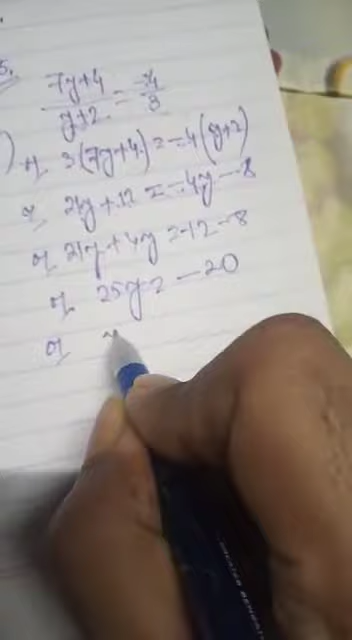 5.
7y+4/y+2 = -4/3
) or, 3(7y+4) = -4(y+2)
or, 21y+12 = -4y-8
or, 21y+4y = -12-8
or, 25y = -20
or,